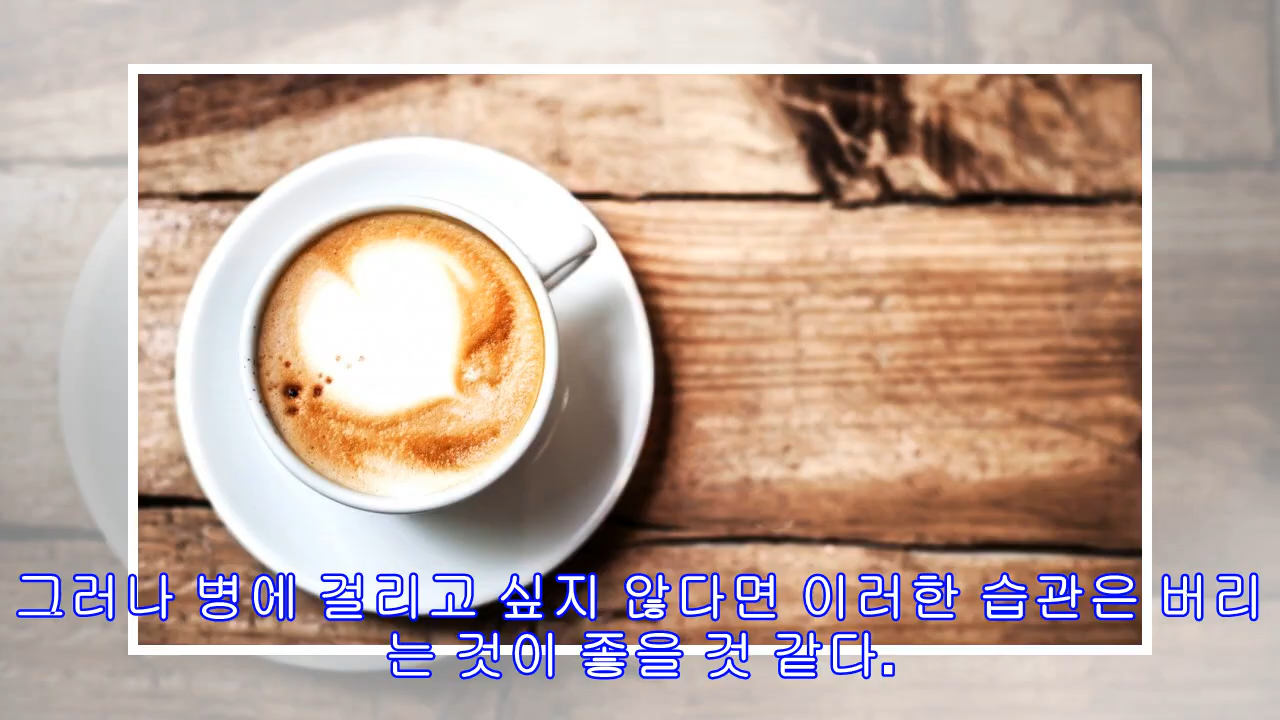 그러나 병에 걸리고 싶지 않다면 이러한 습관은 버리
는 것이 좋을 것 같다.